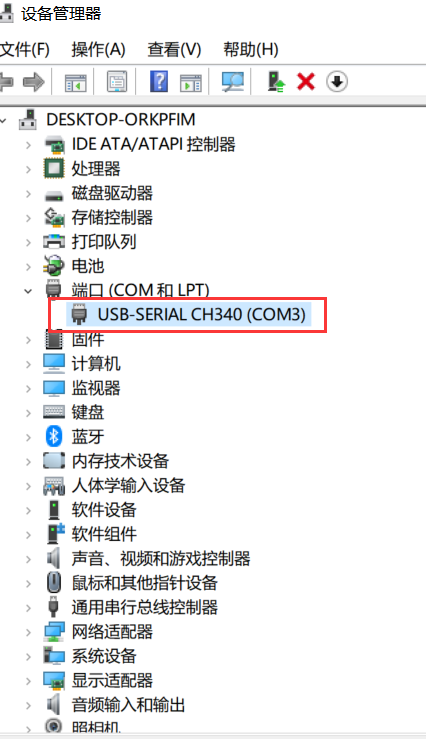 设备管理器
文件(F) 操作(A) 查看(V) 帮助(H)
DESKTOP-ORKPFIM
IDE ATA/ATAPI 控制器
处理器
磁盘驱动器
存储控制器
打印队列
电池
端口 (COM 和 LPT)
USB-SERIAL CH340 (COM3)
固件
计算机
监视器
键盘
蓝牙
内存技术设备
人体学输入设备
软件设备
软件组件
声音、视频和游戏控制器
鼠标和其他指针设备
通用串行总线控制器
网络适配器
系统设备
显示适配器
音频输入和输出
照相机